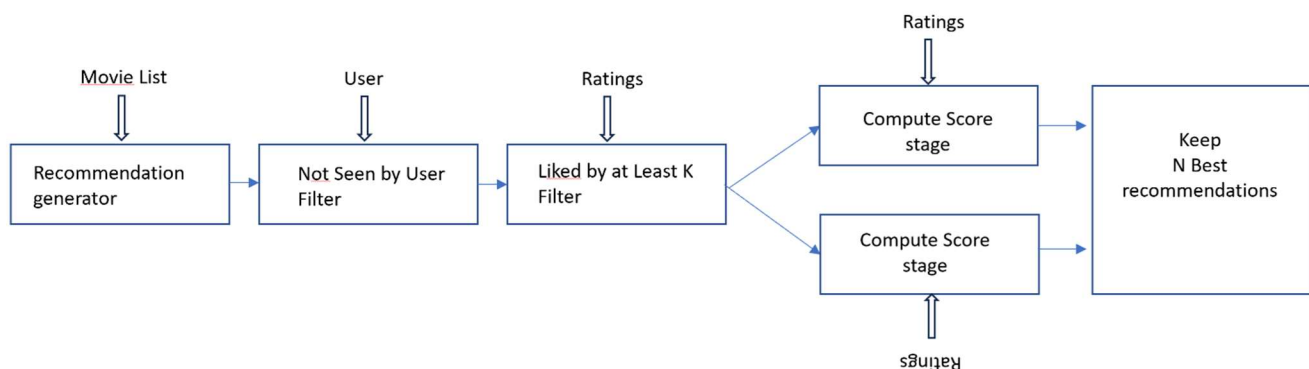 Ratings
Movie List
User
Ratings
Compute Score
stage
Keep
N Best
recommendations
Recommendation
generator
Not Seen by User
Filter
Liked by at Least K
Filter
Compute Score
stage
Ratings